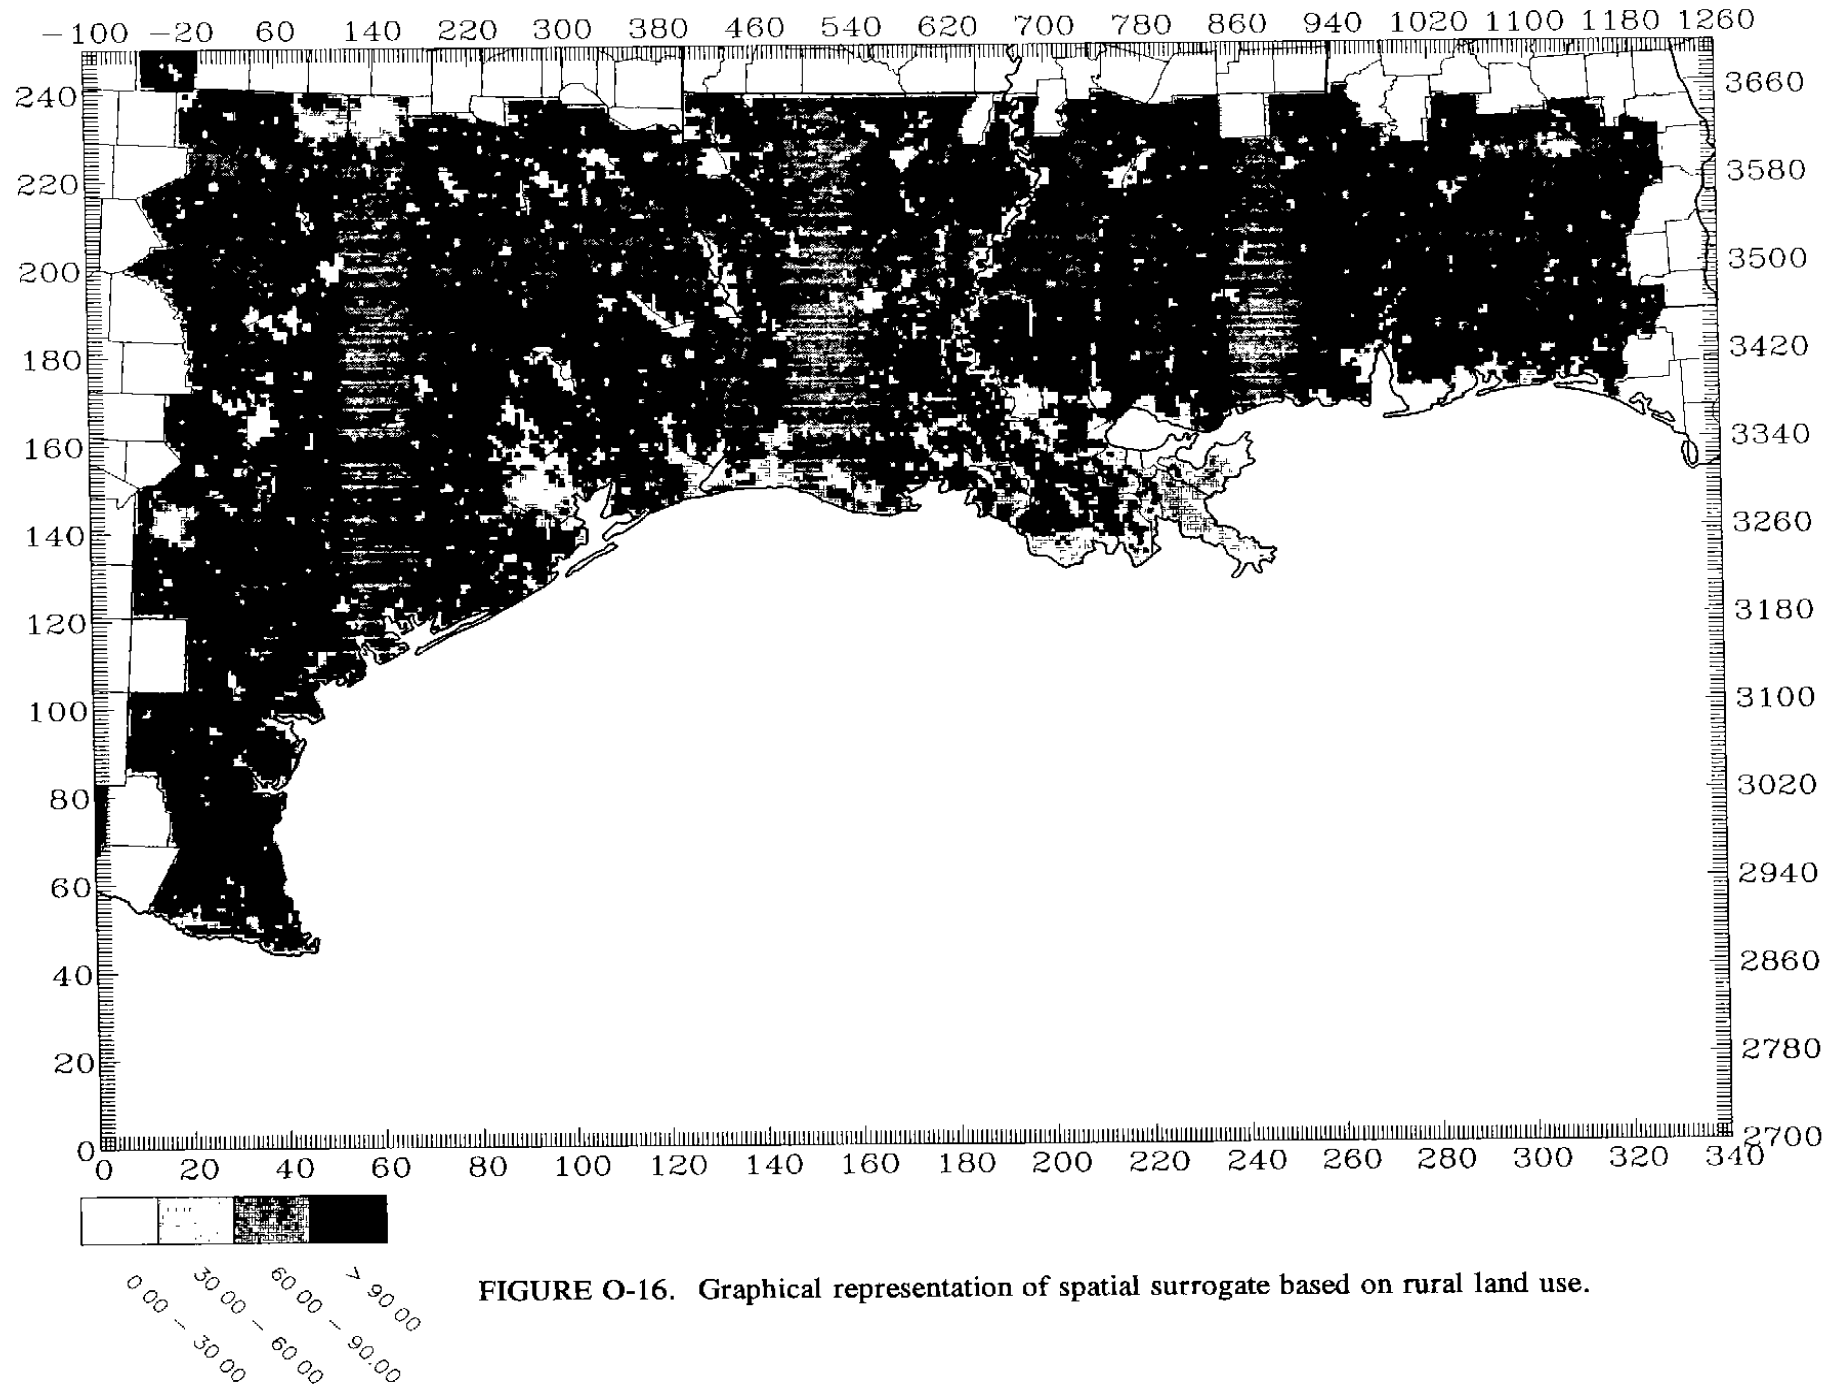 -100 -20 60 140 220 300 380 460 540 620 700 780 860 940 1020 1100 1180 1260
240 3660
220 3580
200 3500
180 3420
160 3340
140 3260
120 3180
100 3100
80 3020
60 2940
40 2860
20 2780
0 2700
0 20 40 60 80 100 120 140 160 180 200 220 240 260 280 300 320 340
0 00 – 30 00
30 00 – 60 00
60 00 – 90.00
> 90 00
FIGURE O-16. Graphical representation of spatial surrogate based on rural land use.